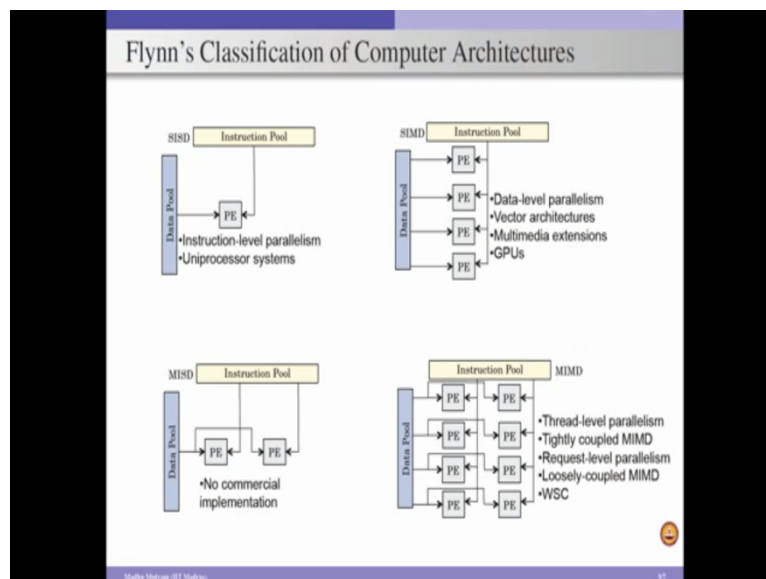 Flynn's Classification of Computer Architectures
SISD
Instruction Pool
Data Pool
PE
•Instruction-level parallelism
•Uniprocessor systems
SIMD
Instruction Pool
Data Pool
PE
PE
PE
PE
•Data-level parallelism
•Vector architectures
•Multimedia extensions
•GPUs
MISD
Instruction Pool
Data Pool
PE
PE
•No commercial
implementation
Instruction Pool
MIMD
Data Pool
PE
PE
PE
PE
PE
PE
PE
PE
•Thread-level parallelism
•Tightly coupled MIMD
•Request-level parallelism
•Loosely-coupled MIMD
•WSC